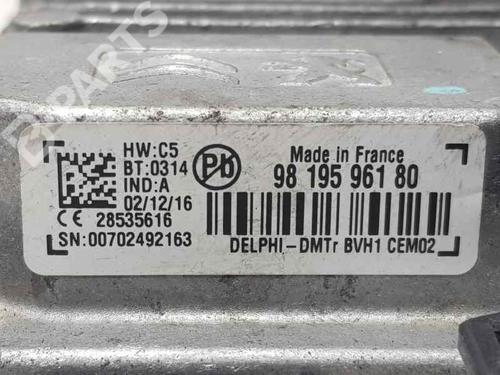 B-PARTS
HW:C5
BT:0314
IND:A
02/12/16
CE 28535616
SN:00702492163
Pb
Made in France
98 195 961 80
DELPHI-DMTr BVH1 CEM02